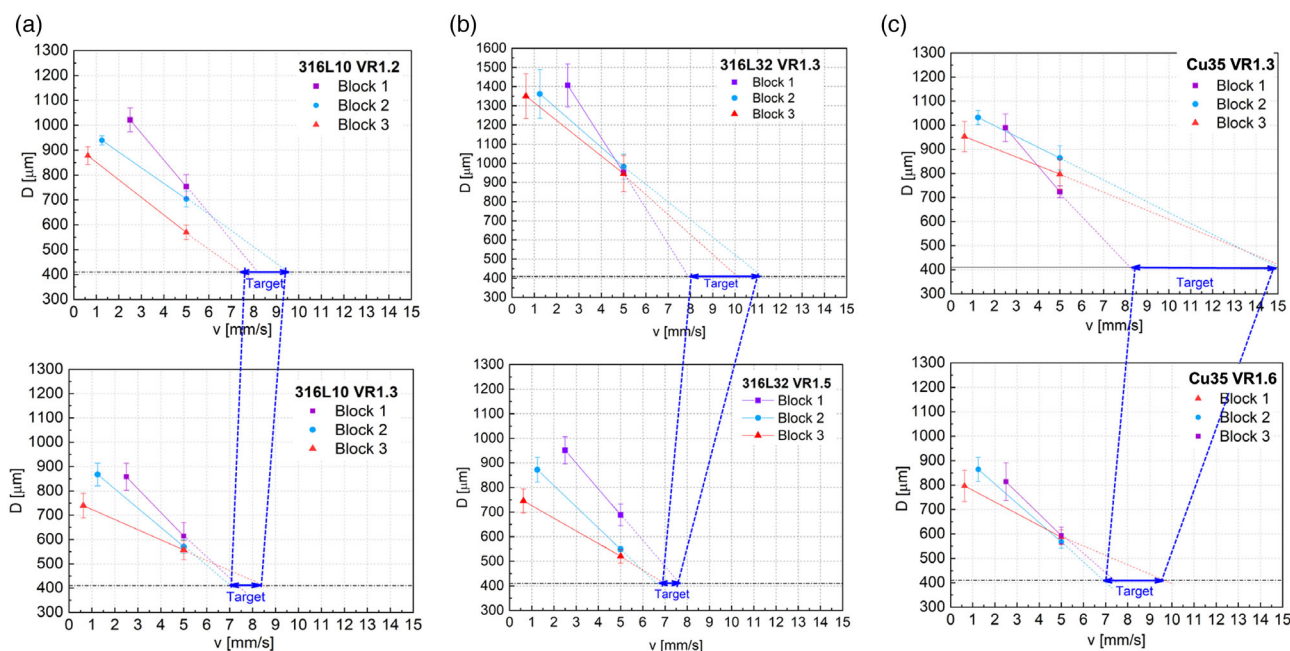 (a)
1300
1200
1100
1000
900
800
700
600
500
400
300
D [μm]
316L10 VR1.2
Block 1
Block 2
Block 3
Target
0 1 2 3 4 5 6 7 8 9 10 11 12 13 14 15
v [mm/s]
(b)
1600
1500
1400
1300
1200
1100
1000
900
800
700
600
500
400
300
D [μm]
316L32 VR1.3
Block 1
Block 2
Block 3
Target
0 1 2 3 4 5 6 7 8 9 10 11 12 13 14 15
v [mm/s]
(c)
1300
1200
1100
1000
900
800
700
600
500
400
300
D [μm]
Cu35 VR1.3
Block 1
Block 2
Block 3
Target
0 1 2 3 4 5 6 7 8 9 10 11 12 13 14 15
v [mm/s]
1300
1200
1100
1000
900
800
700
600
500
400
300
D [μm]
316L10 VR1.3
Block 1
Block 2
Block 3
Target
0 1 2 3 4 5 6 7 8 9 10 11 12 13 14 15
v [mm/s]
1300
1200
1100
1000
900
800
700
600
500
400
300
D [μm]
316L32 VR1.5
Block 1
Block 2
Block 3
Target
0 1 2 3 4 5 6 7 8 9 10 11 12 13 14 15
v [mm/s]
1300
1200
1100
1000
900
800
700
600
500
400
300
D [μm]
Cu35 VR1.6
Block 1
Block 2
Block 3
Target
0 1 2 3 4 5 6 7 8 9 10 11 12 13 14 15
v [mm/s]